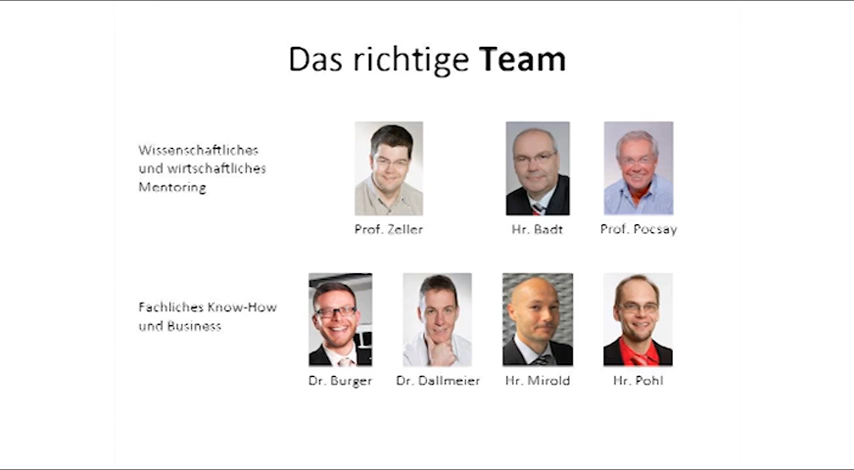 Das richtige Team
Wissenschaftliches
und wirtschaftliches
Mentoring
Prof. Zeller
Hr. Badt
Prof. Pocsay
Fachliches Know-How
und Business
Dr. Burger
Dr. Dallmeier
Hr. Mirold
Hr. Pohl